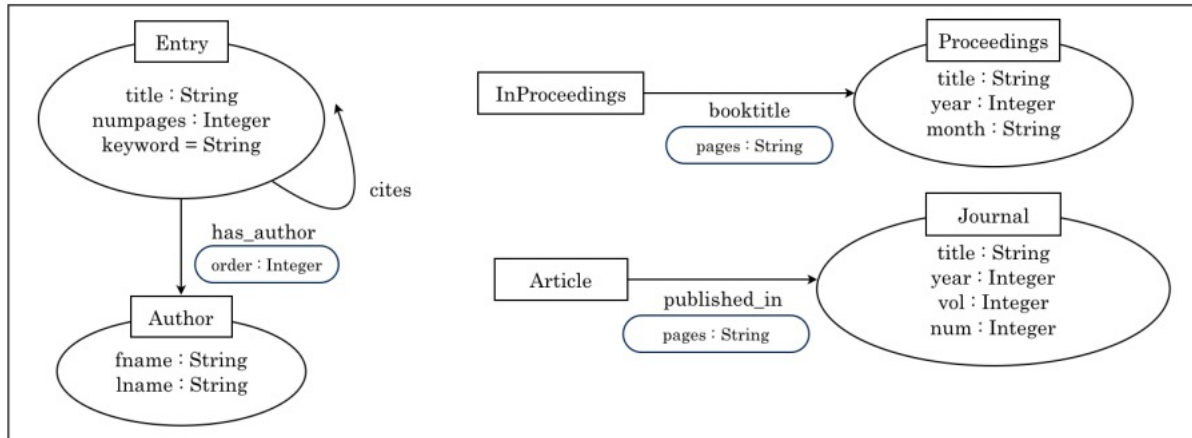 Entry
title : String
numpages : Integer
keyword = String
cites
has_author
order : Integer
Author
fname : String
lname : String
InProceedings
booktitle
pages : String
Proceedings
title : String
year : Integer
month : String
Article
published_in
pages : String
Journal
title : String
year : Integer
vol : Integer
num : Integer